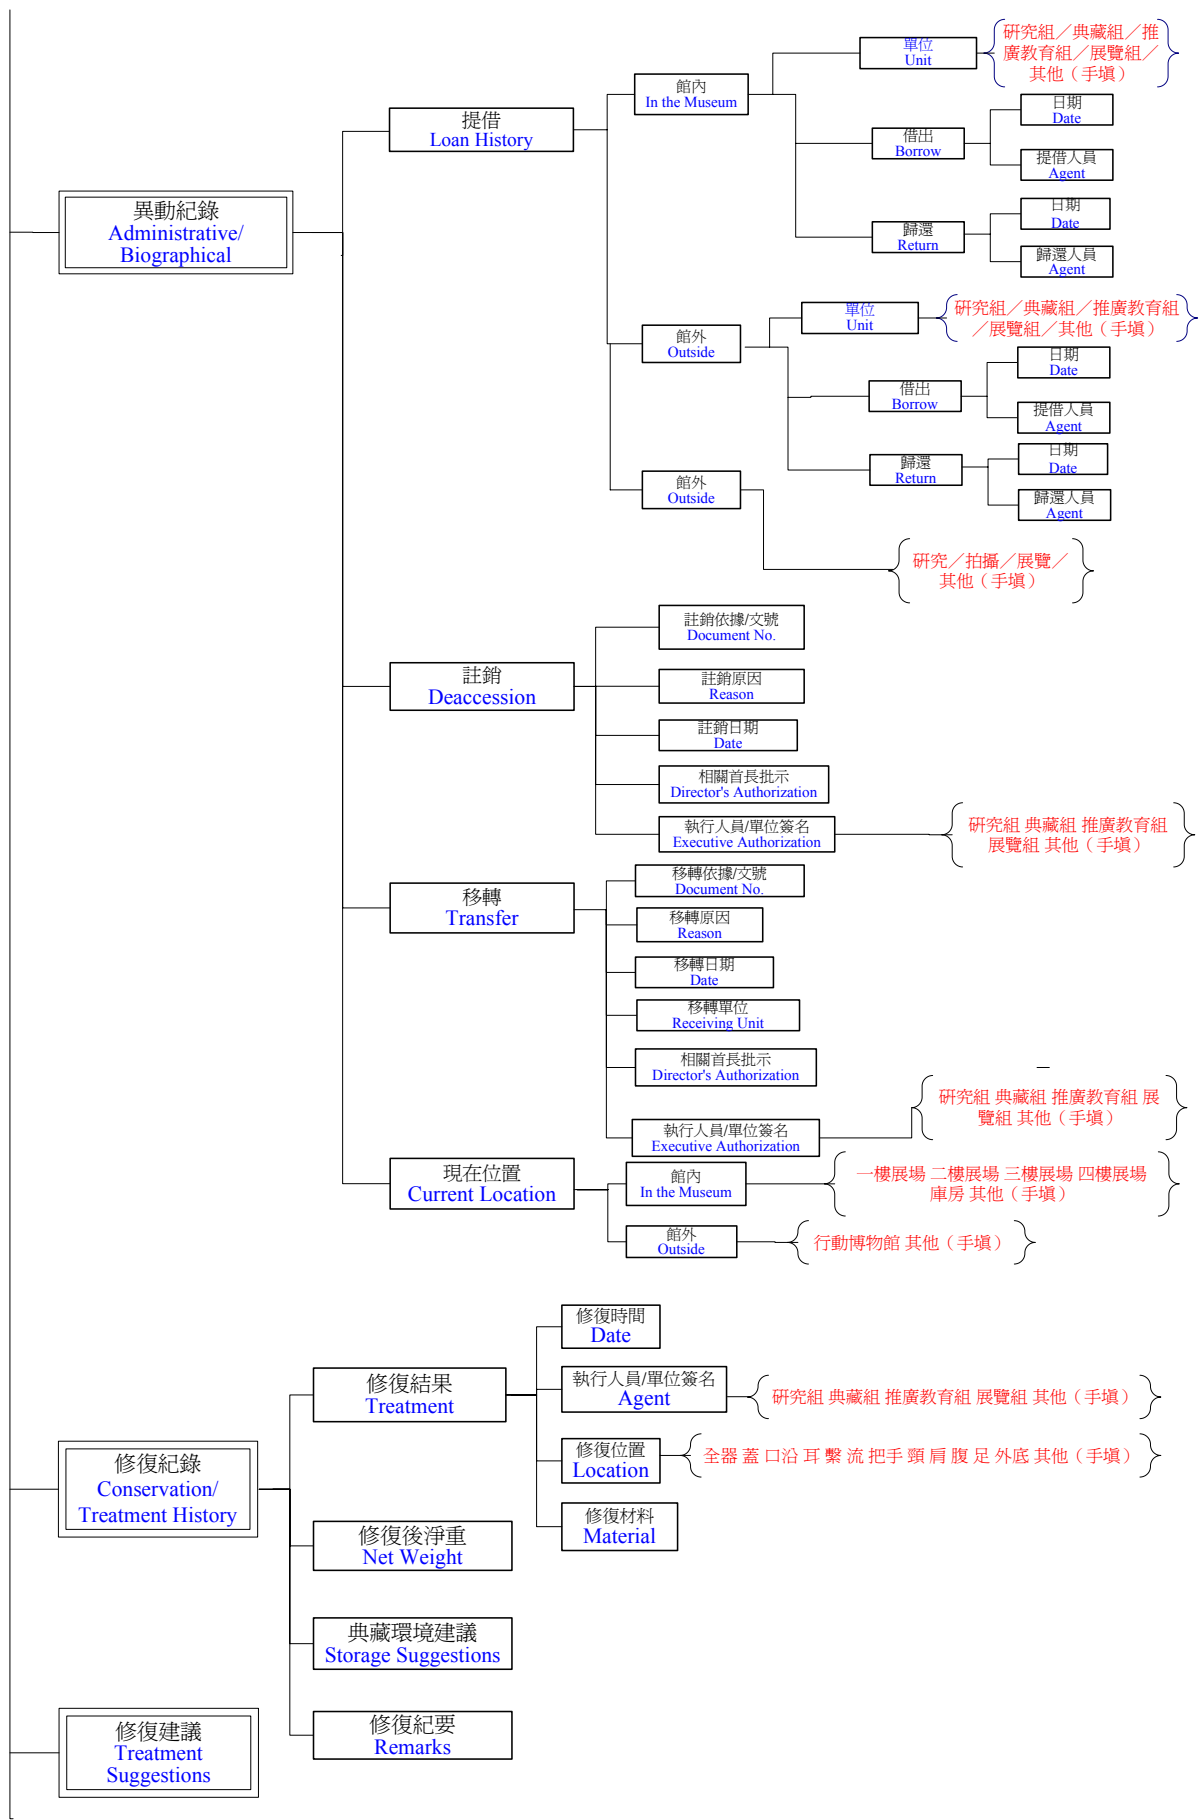 單位
Unit
研究組／典藏組／推
廣教育組／展覽組／
其他（手填）
館內
In the Museum
提借
Loan History
日期
Date
借出
Borrow
提借人員
Agent
異動紀錄
Administrative/
Biographical
日期
Date
歸還
Return
歸還人員
Agent
單位
Unit
研究組／典藏組／推廣教育組
／展覽組／其他（手填）
館外
Outside
日期
Date
借出
Borrow
提借人員
Agent
日期
Date
歸還
Return
歸還人員
Agent
館外
Outside
研究／拍攝／展覽／
其他（手填）
註銷
Deaccession
註銷依據/文號
Document No.
註銷原因
Reason
註銷日期
Date
相關首長批示
Director's Authorization
執行人員/單位簽名
Executive Authorization
研究組 典藏組 推廣教育組
展覽組 其他（手填）
移轉
Transfer
移轉依據/文號
Document No.
移轉原因
Reason
移轉日期
Date
移轉單位
Receiving Unit
相關首長批示
Director's Authorization
執行人員/單位簽名
Executive Authorization
研究組 典藏組 推廣教育組 展
覽組 其他（手填）
現在位置
Current Location
館內
In the Museum
一樓展場 二樓展場 三樓展場 四樓展場
庫房 其他（手填）
館外
Outside
行動博物館 其他（手填）
修復紀錄
Conservation/
Treatment History
修復結果
Treatment
修復時間
Date
執行人員/單位簽名
Agent
研究組 典藏組 推廣教育組 展覽組 其他（手填）
修復位置
Location
全器 蓋 口沿 耳 繫 流 把手 頸 肩 腹 足 外底 其他（手填）
修復材料
Material
修復後淨重
Net Weight
典藏環境建議
Storage Suggestions
修復紀要
Remarks
修復建議
Treatment
Suggestions